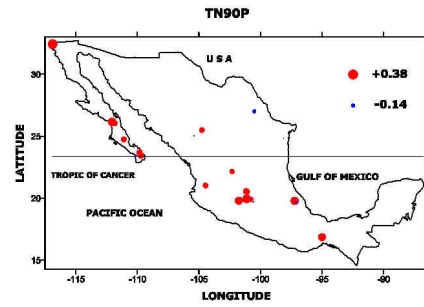 TN90P
USA
+0.38
-0.14
30
25
20
15
LATITUDE
TROPIC OF CANCER
GULF OF MEXICO
PACIFIC OCEAN
-115
-110
-105
-100
-95
-90
LONGITUDE